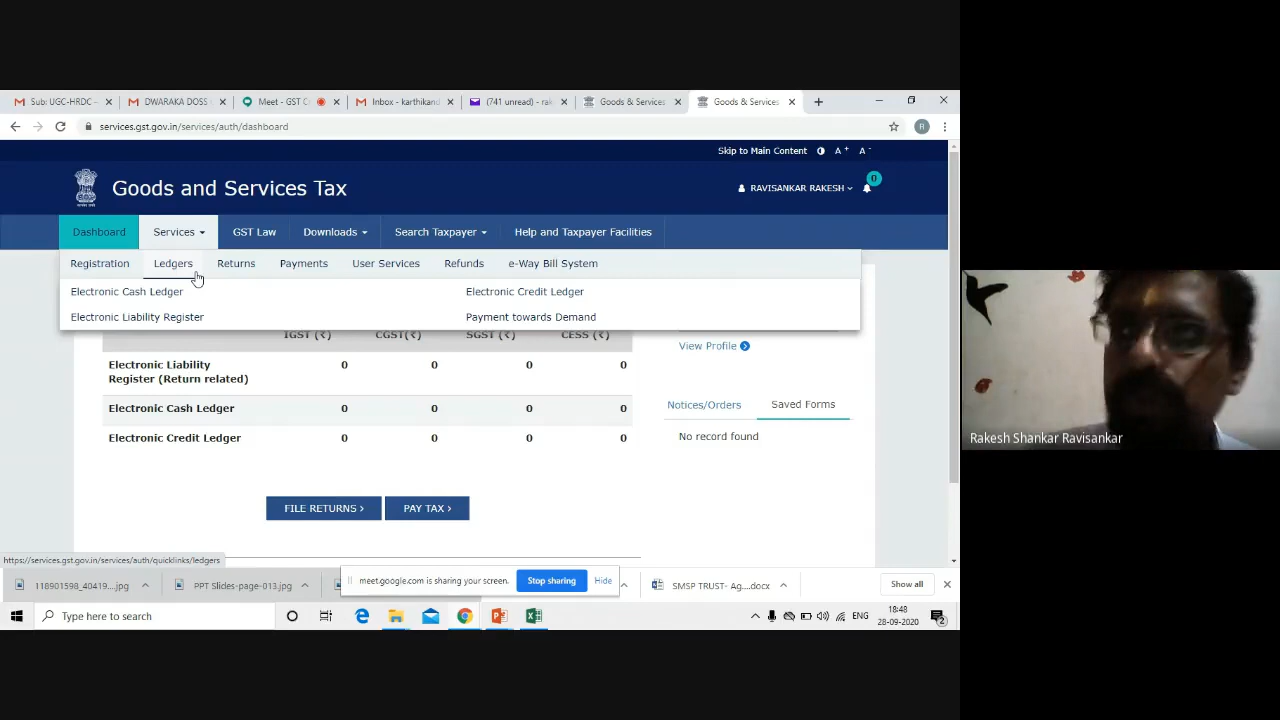 Sub: UGC-HRDC –
DWARAKA DOSS
Meet - GST C
Inbox - karthikand
(741 unread) - rak
Goods & Services
Goods & Services
services.gst.gov.in/services/auth/dashboard
R
Skip to Main Content
A+
A-
Goods and Services Tax
RAVISANKAR RAKESH
0
Dashboard
Services
GST Law
Downloads
Search Taxpayer
Help and Taxpayer Facilities
Registration
Ledgers
Returns
Payments
User Services
Refunds
e-Way Bill System
Electronic Cash Ledger
Electronic Credit Ledger
Electronic Liability Register
Payment towards Demand
IGST (₹)
CGST(₹)
SGST (₹)
CESS (₹)
Electronic Liability
Register (Return related)
0
0
0
0
Electronic Cash Ledger
0
0
0
0
Electronic Credit Ledger
0
0
0
0
View Profile
Notices/Orders
Saved Forms
No record found
FILE RETURNS >
PAY TAX >
Rakesh Shankar Ravisankar
https://services.gst.gov.in/services/auth/quicklinks/ledgers
118901598_40419....jpg
PPT Slides-page-013.jpg
meet.google.com is sharing your screen.
Stop sharing
Hide
SMSP TRUST- Ag....docx
Show all
Type here to search
ENG
18:48
28-09-2020
2